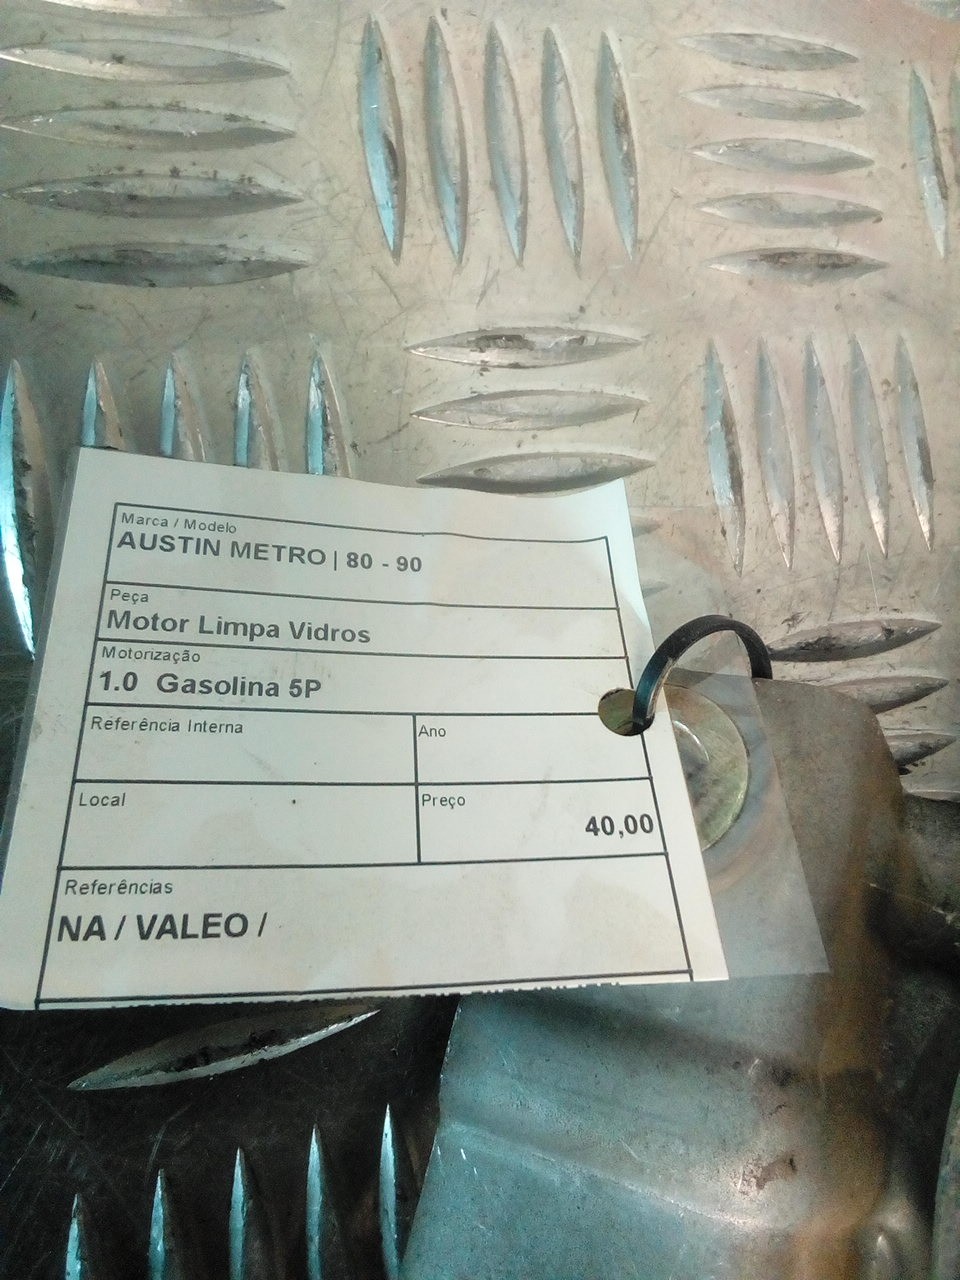 Marca / Modelo
AUSTIN METRO | 80 - 90
Peça
Motor Limpa Vidros
Motorização
1.0 Gasolina 5P
Referência Interna
Ano
Local
Preço
40,00
Referências
NA / VALEO /